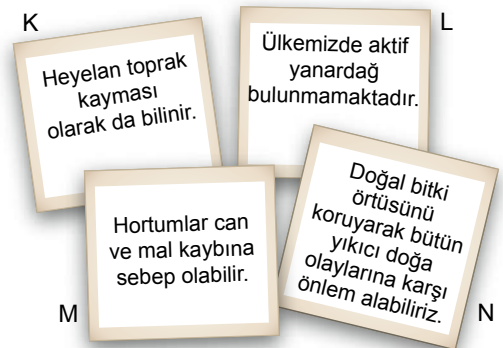 K
Heyelan toprak
kayması
olarak da bilinir.
L
Ülkemizde aktif
yanardağ
bulunmamaktadır.
M
Hortumlar can
ve mal kaybına
sebep olabilir.
N
Doğal bitki
örtüsünü
koruyarak bütün
yıkıcı doğa
olaylarına karşı
önlem alabiliriz.